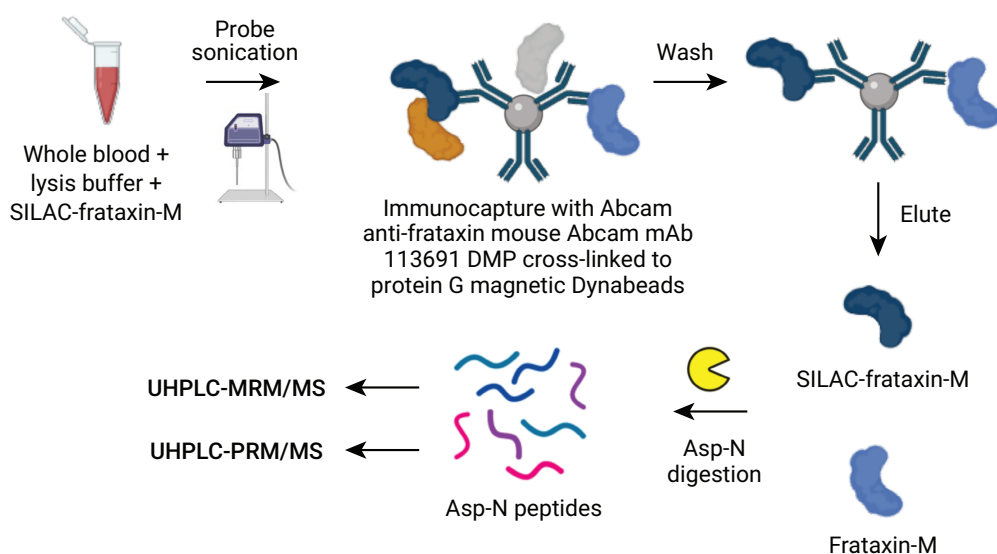 Probe
sonication
Wash
Whole blood +
lysis buffer +
SILAC-frataxin-M
Immunocapture with Abcam
anti-frataxin mouse Abcam mAb
113691 DMP cross-linked to
protein G magnetic Dynabeads
Elute
SILAC-frataxin-M
Frataxin-M
Asp-N
digestion
Asp-N peptides
UHPLC-MRM/MS
UHPLC-PRM/MS